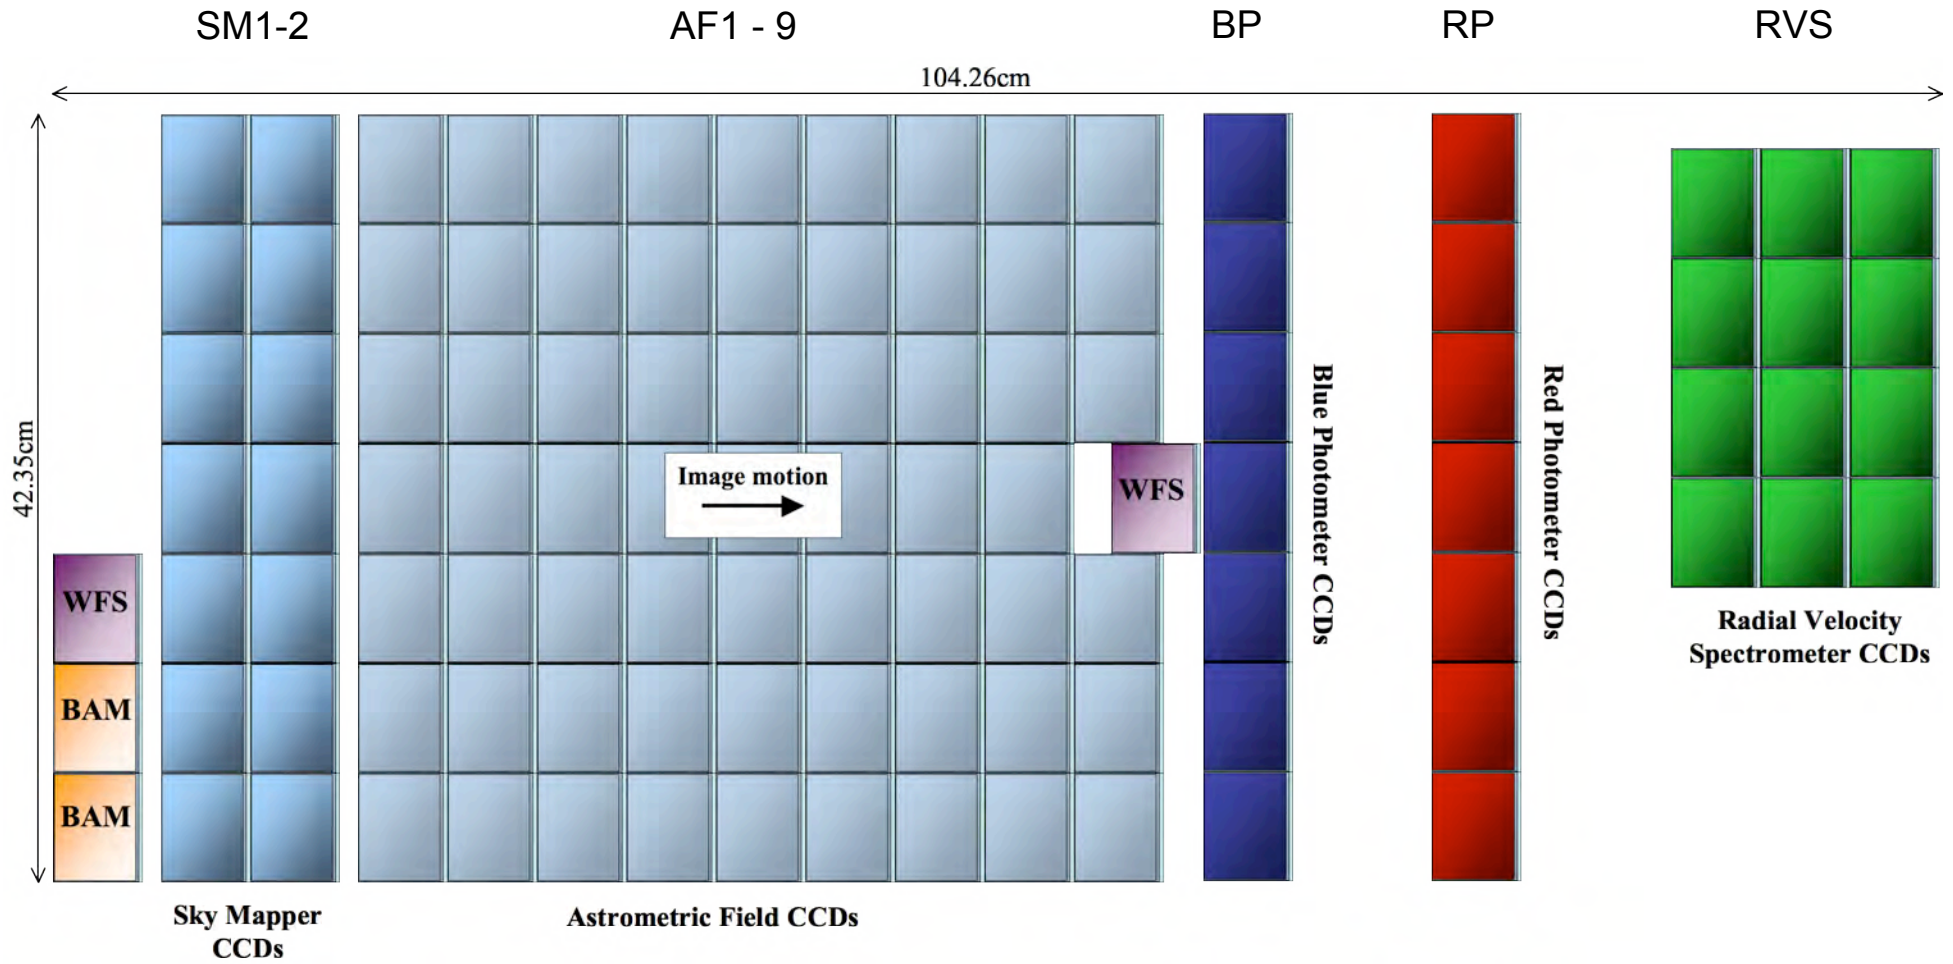 SM1-2
AF1 - 9
BP
RP
RVS
104.26cm
42.35cm
Image motion
WFS
WFS
BAM
BAM
Blue Photometer CCDs
Red Photometer CCDs
Radial Velocity
Spectrometer CCDs
Sky Mapper
CCDs
Astrometric Field CCDs